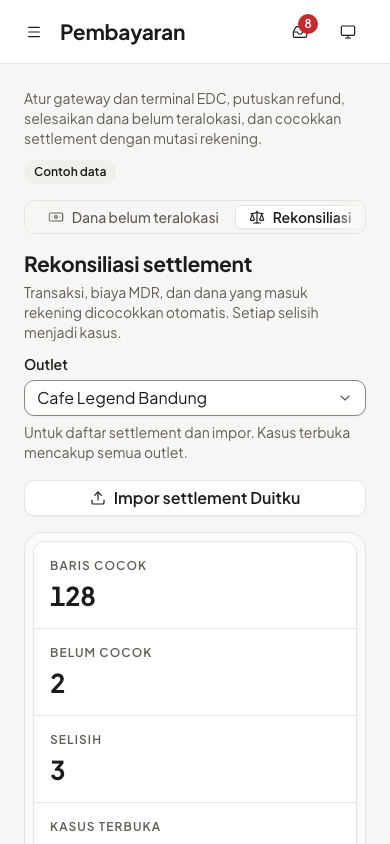 Pembayaran
8
Atur gateway dan terminal EDC, putuskan refund,
selesaikan dana belum teralokasi, dan cocokkan
settlement dengan mutasi rekening.
Contoh data
Dana belum teralokasi
Rekonsiliasi
Rekonsiliasi settlement
Transaksi, biaya MDR, dan dana yang masuk
rekening dicocokkan otomatis. Setiap selisih
menjadi kasus.
Outlet
Cafe Legend Bandung
Untuk daftar settlement dan impor. Kasus terbuka
mencakup semua outlet.
Impor settlement Duitku
BARIS COCOK
128
BELUM COCOK
2
SELISIH
3
KASUS TERBUKA